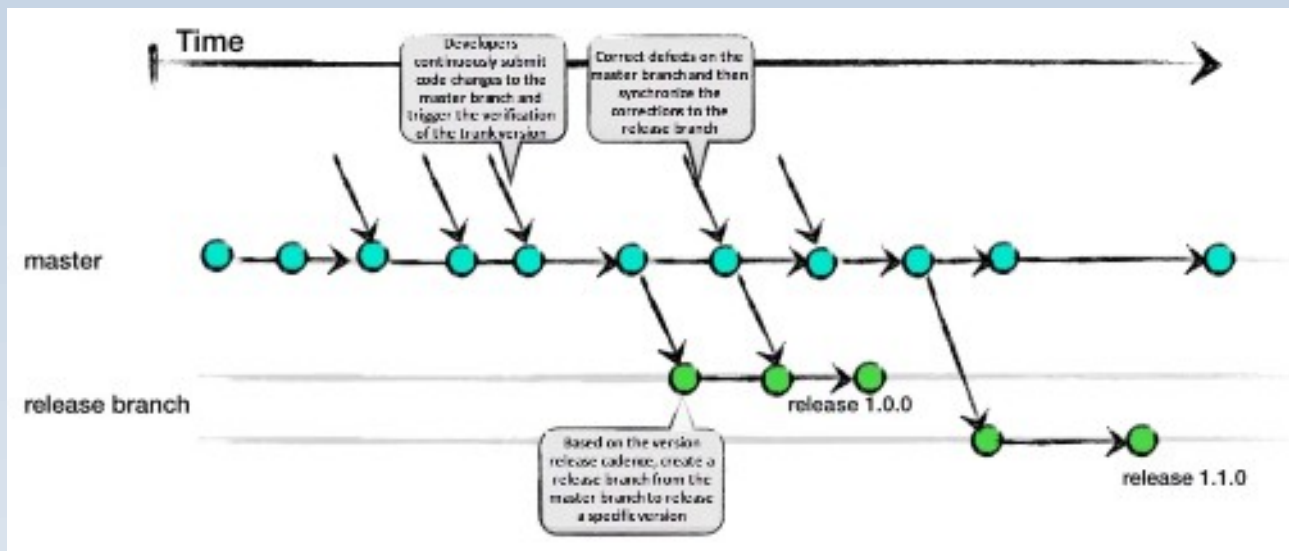 Time
Developers
continuously submit
code changes to the
master branch and
trigger the verification
of the trunk version
Correct defects on the
master branch and then
synchronize the
corrections to the
release branch
master
release branch
release 1.0.0
Based on the version
release cadence, create a
release branch from the
master branch to release
a specific version
release 1.1.0